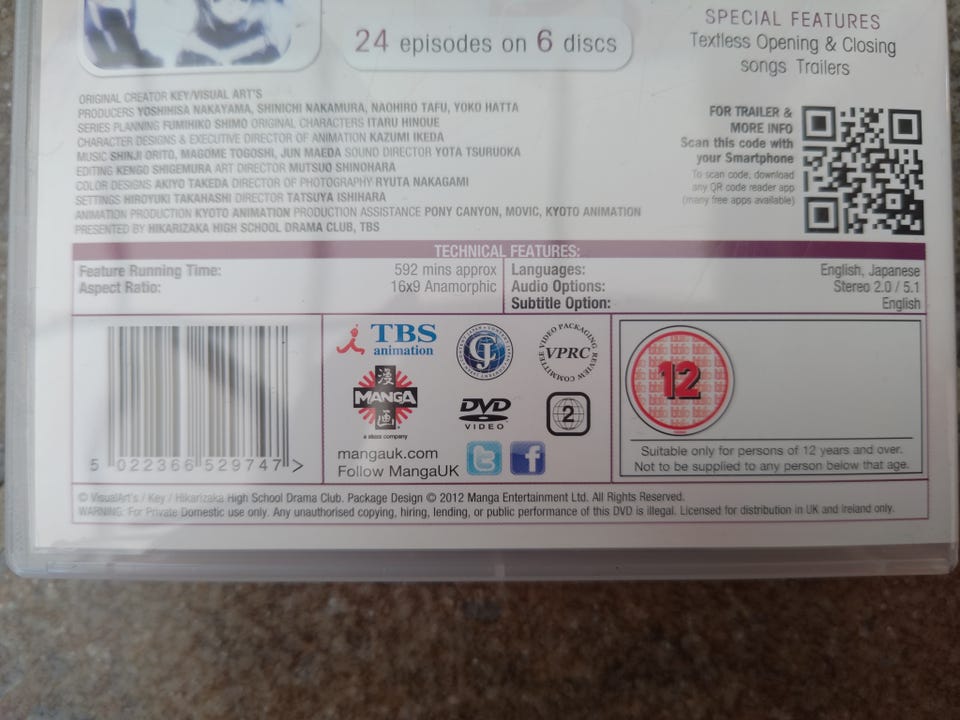 24 episodes on 6 discs
SPECIAL FEATURES
Textless Opening & Closing
songs Trailers
ORIGINAL CREATOR KEY/VISUAL ART'S
PRODUCERS YOSHIHISA NAKAYAMA, SHINICHI NAKAMURA, NAOHIRO TAFU, YOKO HATTA
SERIES PLANNING FUMIHIKO SHIMO ORIGINAL CHARACTERS ITARU HINOUE
CHARACTER DESIGNS & EXECUTIVE DIRECTOR OF ANIMATION KAZUMI IKEDA
MUSIC SHINJI ORITO, MAGOME TOGOSHI, JUN MAEDA SOUND DIRECTOR YOTA TSURUOKA
EDITING KENGO SHIGEMURA ART DIRECTOR MUTSUO SHINOHARA
COLOR DESIGNS AKIYO TAKEDA DIRECTOR OF PHOTOGRAPHY RYUTA NAKAGAMI
SETTINGS HIROYUKI TAKAHASHI DIRECTOR TATSUYA ISHIHARA
ANIMATION PRODUCTION KYOTO ANIMATION PRODUCTION ASSISTANCE PONY CANYON, MOVIC, KYOTO ANIMATION
PRESENTED BY HIKARIZAKA HIGH SCHOOL DRAMA CLUB, TBS
FOR TRAILER &
MORE INFO
Scan this code with
your Smartphone
To scan code, download
any QR code reader app
(many free apps available)
TECHNICAL FEATURES:
Feature Running Time: 592 mins approx
Aspect Ratio: 16x9 Anamorphic
Languages: English, Japanese
Audio Options: Stereo 2.0 / 5.1
Subtitle Option: English
5 022366 529747 >
TBS
animation
CJ
VIDEO PACKAGING REVIEW COMMITTEE
VPRC
漫
MANGA
画
a starz company
DVD
VIDEO
2
mangauk.com
Follow MangaUK
12
Suitable only for persons of 12 years and over.
Not to be supplied to any person below that age.
© VisualArt's / Key / Hikarizaka High School Drama Club. Package Design © 2012 Manga Entertainment Ltd. All Rights Reserved.
WARNING: For Private Domestic use only. Any unauthorised copying, hiring, lending, or public performance of this DVD is illegal. Licensed for distribution in UK and Ireland only.